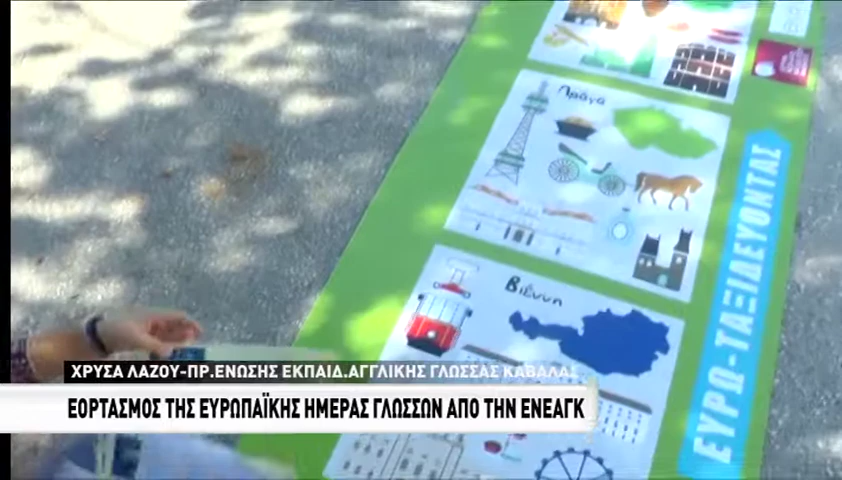 Πράγα
Βιέννη
ΕΥΡΩ-ΤΑΞΙΔΕΥΟΝΤΑΣ
ΧΡΥΣΑ ΛΑΖΟΥ-ΠΡ.ΕΝΩΣΗΣ ΕΚΠΑΙΔ.ΑΓΓΛΙΚΗΣ ΓΛΩΣΣΑΣ ΚΑΒΑΛΑΣ
ΕΟΡΤΑΣΜΟΣ ΤΗΣ ΕΥΡΩΠΑΪΚΗΣ ΗΜΕΡΑΣ ΓΛΩΣΣΩΝ ΑΠΟ ΤΗΝ ΕΝΕΑΓΚ